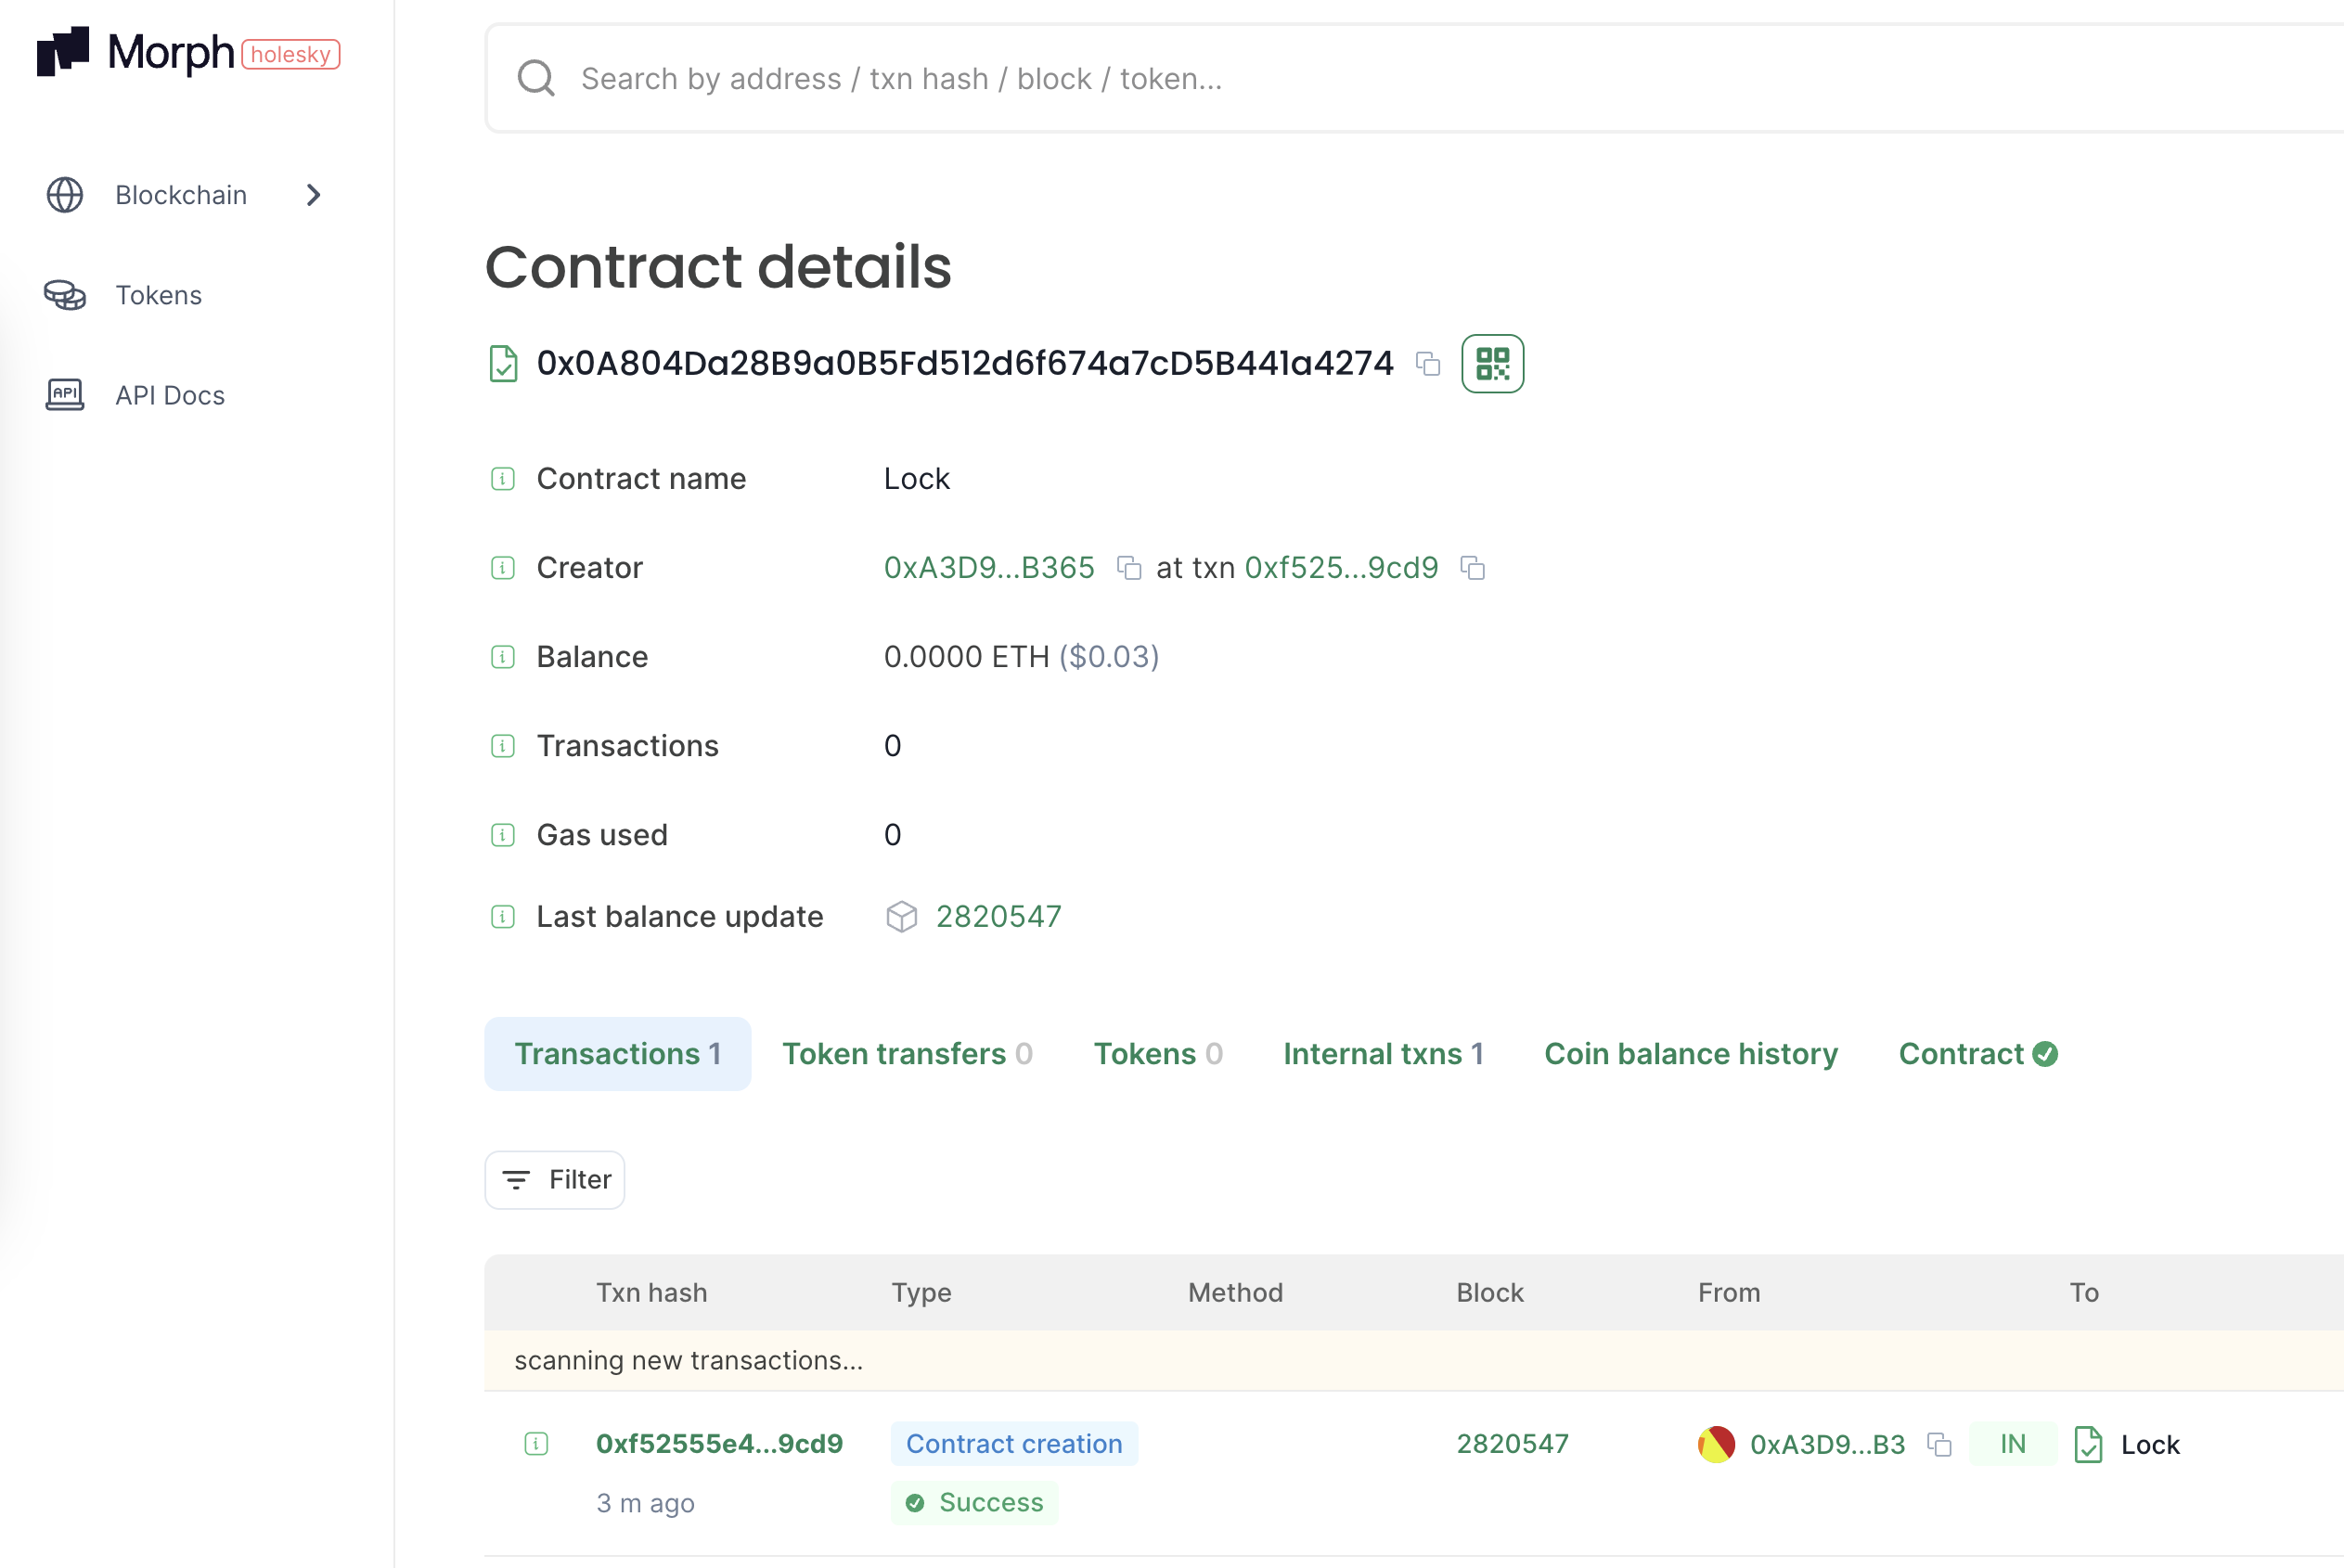 Morph holesky
Search by address / txn hash / block / token...
Blockchain
Tokens
API Docs
API
Contract details
0x0A804Da28B9a0B5Fd512d6f674a7cD5B441a4274
Contract name Lock
Creator 0xA3D9...B365 at txn 0xf525...9cd9
Balance 0.0000 ETH ($0.03)
Transactions 0
Gas used 0
Last balance update 2820547
Transactions 1 Token transfers 0 Tokens 0 Internal txns 1 Coin balance history Contract
Filter
Txn hash Type Method Block From To
scanning new transactions...
0xf52555e4...9cd9 Contract creation 2820547 0xA3D9...B3 IN Lock
3 m ago Success